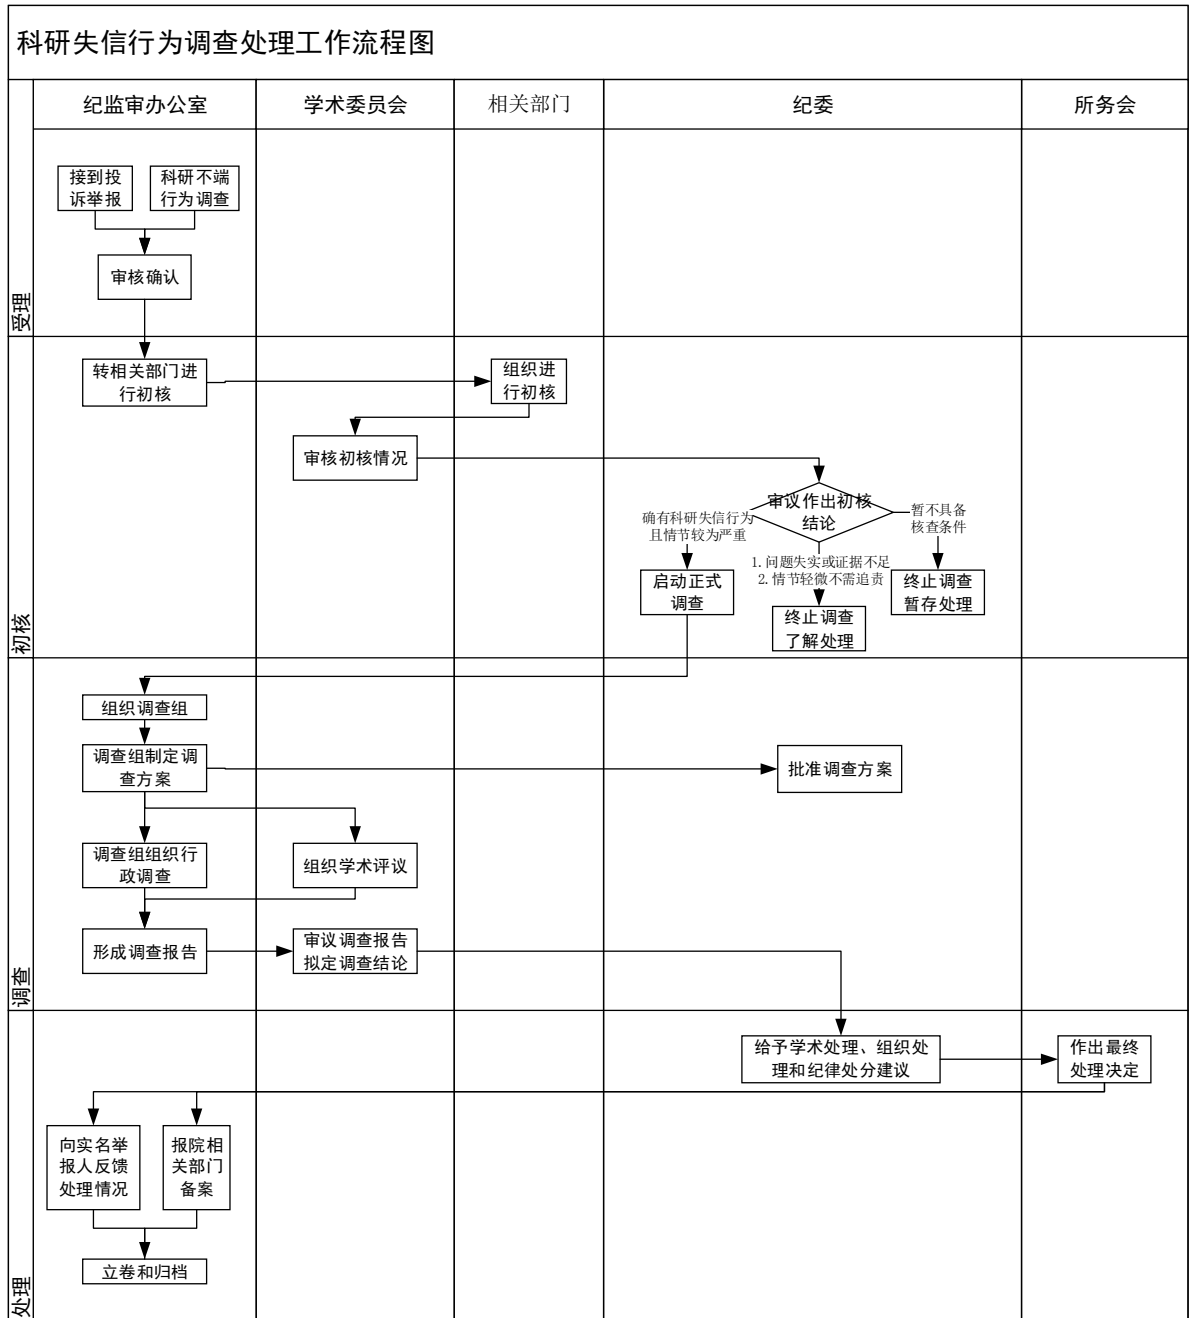 科研失信行为调查处理工作流程图
纪监审办公室
学术委员会
相关部门
纪委
所务会
受理
接到投
诉举报
科研不端
行为调查
审核确认
初核
转相关部门进
行初核
组织进
行初核
审核初核情况
审议作出初核
结论
确有科研失信行为
且情节较为严重
暂不具备
核查条件
1.问题失实或证据不足
2.情节轻微不需追责
启动正式
调查
终止调查
暂存处理
终止调查
了解处理
调查
组织调查组
调查组制定调
查方案
批准调查方案
调查组组织行
政调查
组织学术评议
形成调查报告
审议调查报告
拟定调查结论
处理
给予学术处理、组织处
理和纪律处分建议
作出最终
处理决定
向实名举
报人反馈
处理情况
报院相
关部门
备案
立卷和归档